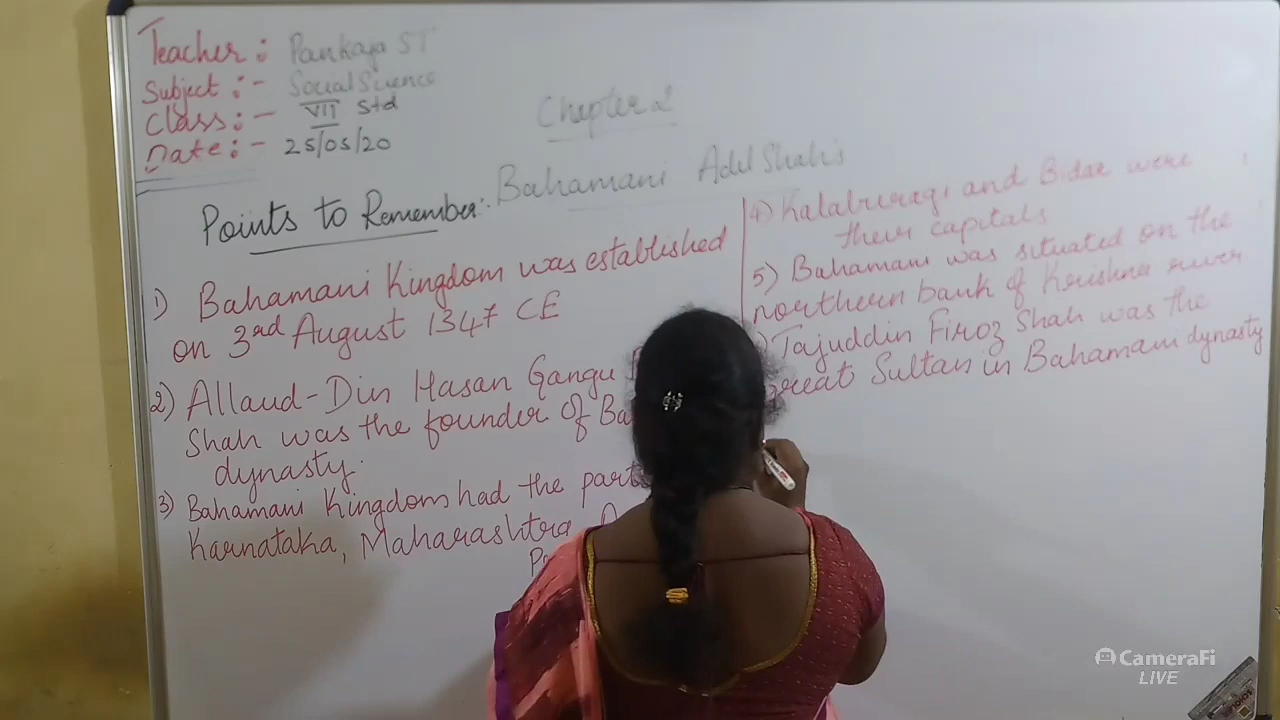 Teacher: Pankaja ST
Subject:- Social Science
Class:- VII Std
Date:- 25/05/20
Chapter 2
Bahamani Adil Shah's
Points to Remember:-
1) Bahamani Kingdom was established
on 3rd August 1347 CE
2) Allaud-Din Hasan Gangu
Shah was the founder of
dynasty.
3) Bahamani Kingdom had the
Karnataka, Maharashtra
4) Kalaburagi and Bidar were
their capitals
5) Bahamani was situated on the
northern bank of Krishna river
Tajuddin Firoz Shah was the
great Sultan in Bahamani dynasty
CameraFi
LIVE